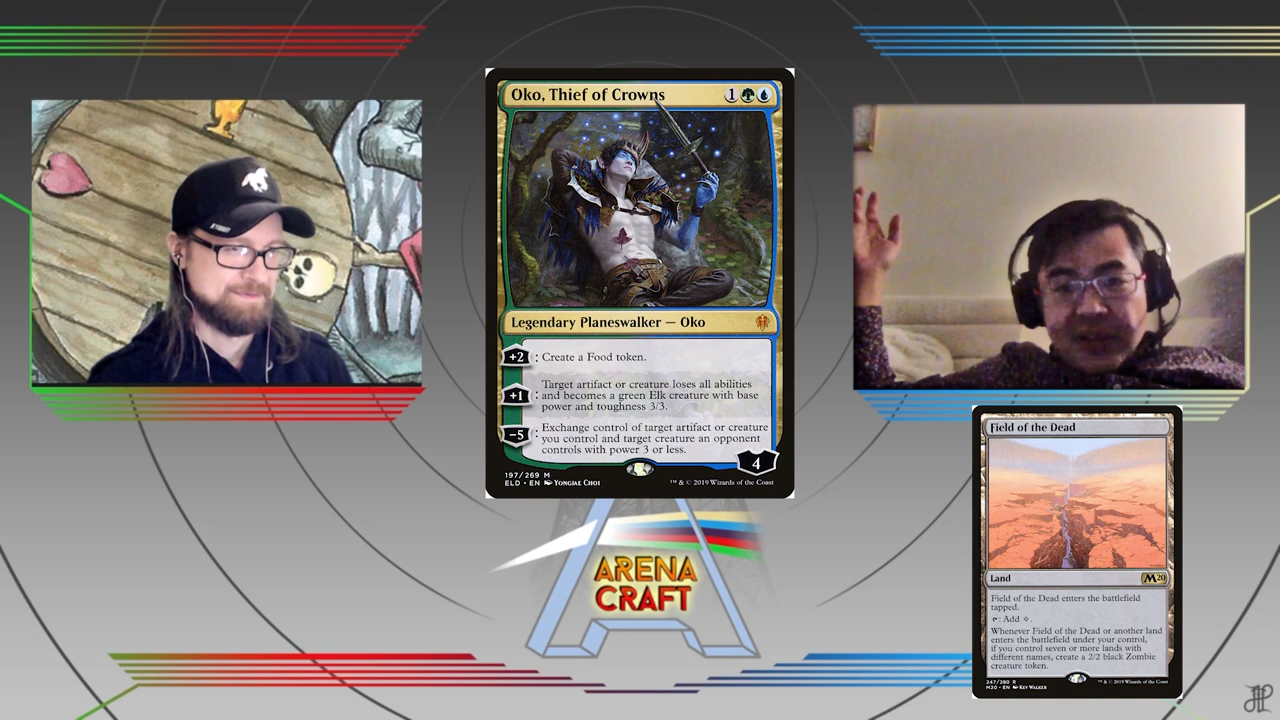 Oko, Thief of Crowns 1
Legendary Planeswalker — Oko
+2 : Create a Food token.
Target artifact or creature loses all abilities
+1 : and becomes a green Elk creature with base
power and toughness 3/3.
Exchange control of target artifact or creature
−5 : you control and target creature an opponent
controls with power 3 or less.
4
197/269 M
ELD • EN YONGJAE CHOI
™ & © 2019 Wizards of the Coast
ARENA
CRAFT
Field of the Dead
Land M20
Field of the Dead enters the battlefield
tapped.
: Add .
Whenever Field of the Dead or another land
enters the battlefield under your control,
if you control seven or more lands with
different names, create a 2/2 black Zombie
creature token.
247/280 R
M20 • EN KEV WALKER
™ & © 2019 Wizards of the Coast